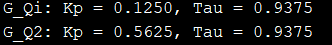 G_Qi: Kp = 0.1250, Tau = 0.9375
G_Q2: Kp = 0.5625, Tau = 0.9375